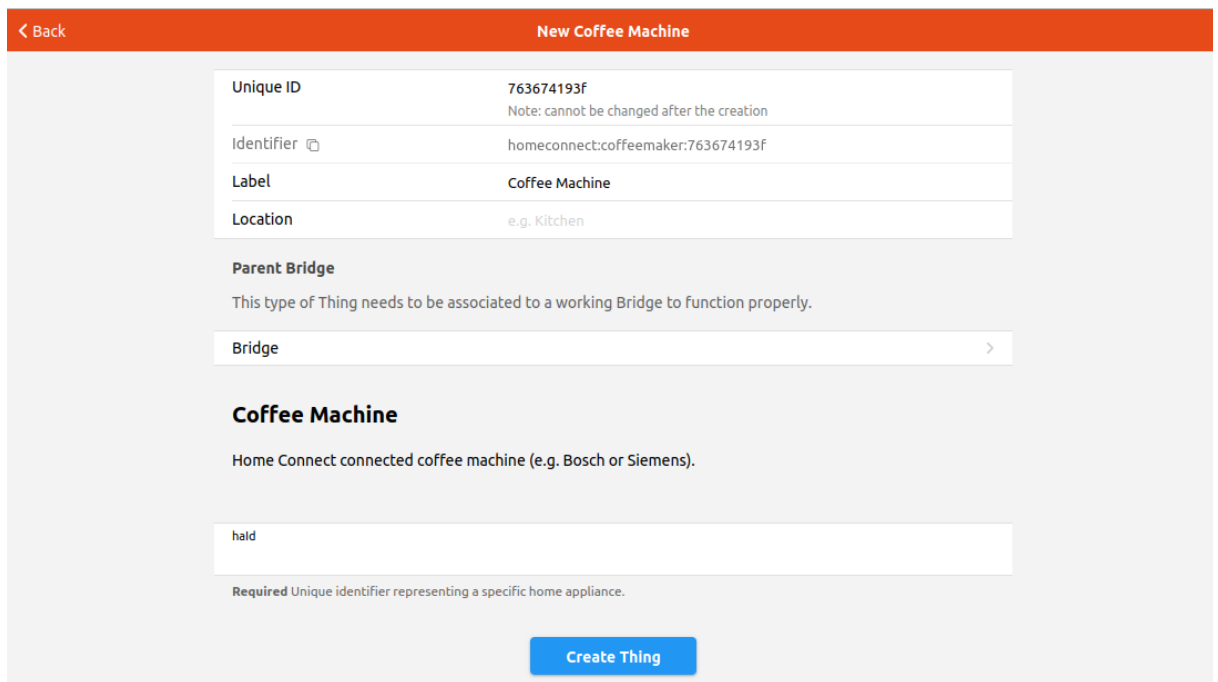 Back
New Coffee Machine
Unique ID
763674193f
Note: cannot be changed after the creation
Identifier
homeconnect:coffeemaker:763674193f
Label
Coffee Machine
Location
e.g. Kitchen
Parent Bridge
This type of Thing needs to be associated to a working Bridge to function properly.
Bridge
Coffee Machine
Home Connect connected coffee machine (e.g. Bosch or Siemens).
haId
Required Unique identifier representing a specific home appliance.
Create Thing